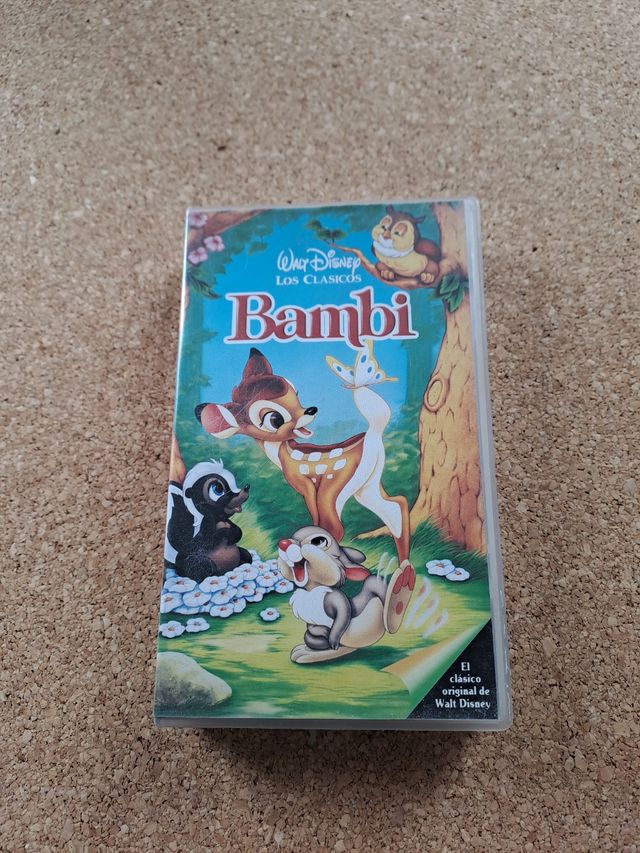 WALT DISNEY
LOS CLASICOS
Bambi
El
clásico
original de
Walt Disney